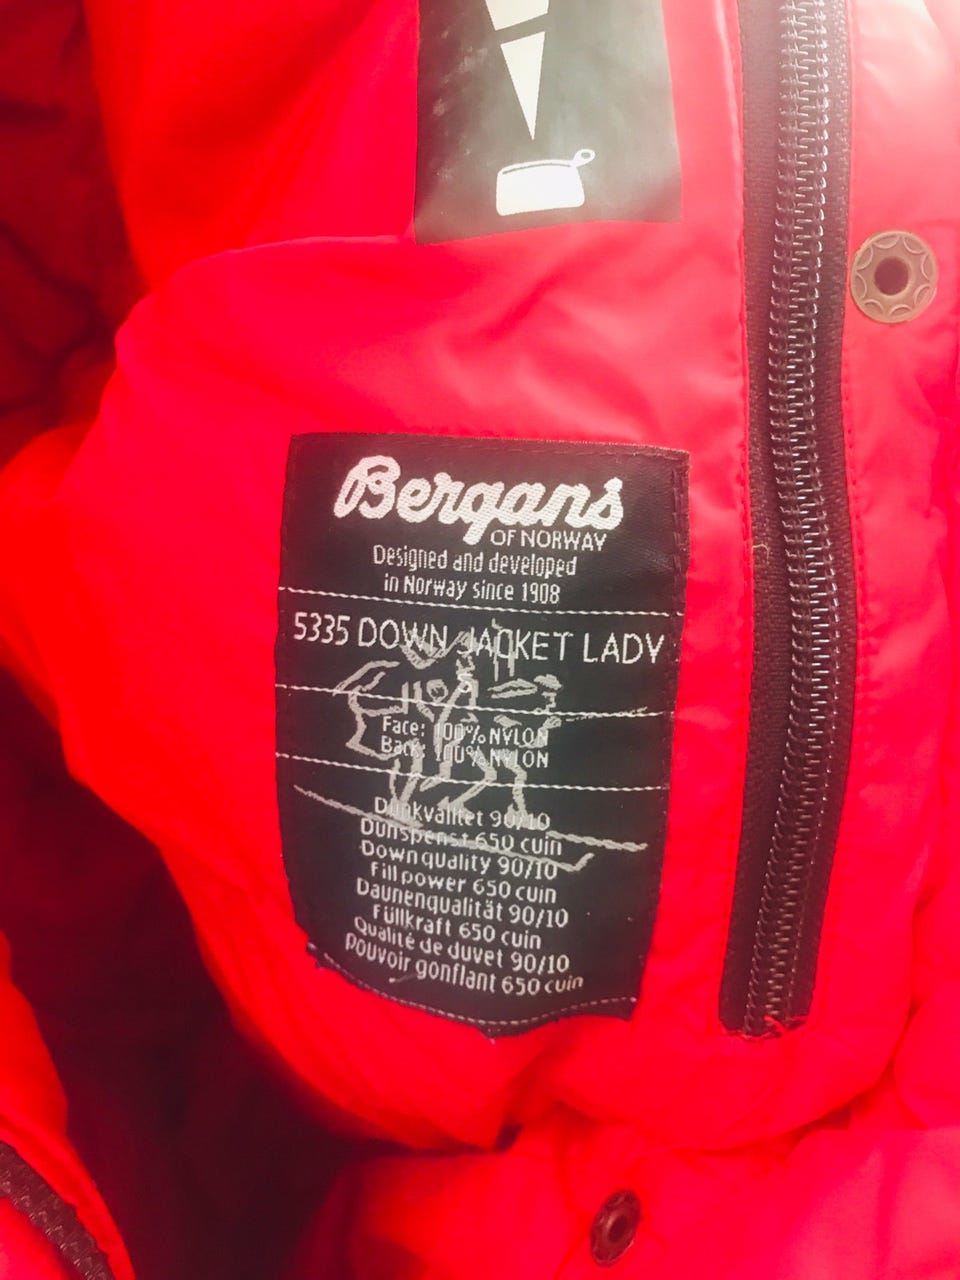 Bergans
OF NORWAY
Designed and developed
in Norway since 1908
5335 DOWN JACKET LADY
S
Face: 100% NYLON
Back: 100% NYLON
Dunkvalitet 90/10
Dunspenst 650 cuin
Down quality 90/10
Fill power 650 cuin
Daunenqualität 90/10
Füllkraft 650 cuin
Qualité de duvet 90/10
pouvoir gonflant 650 cuin